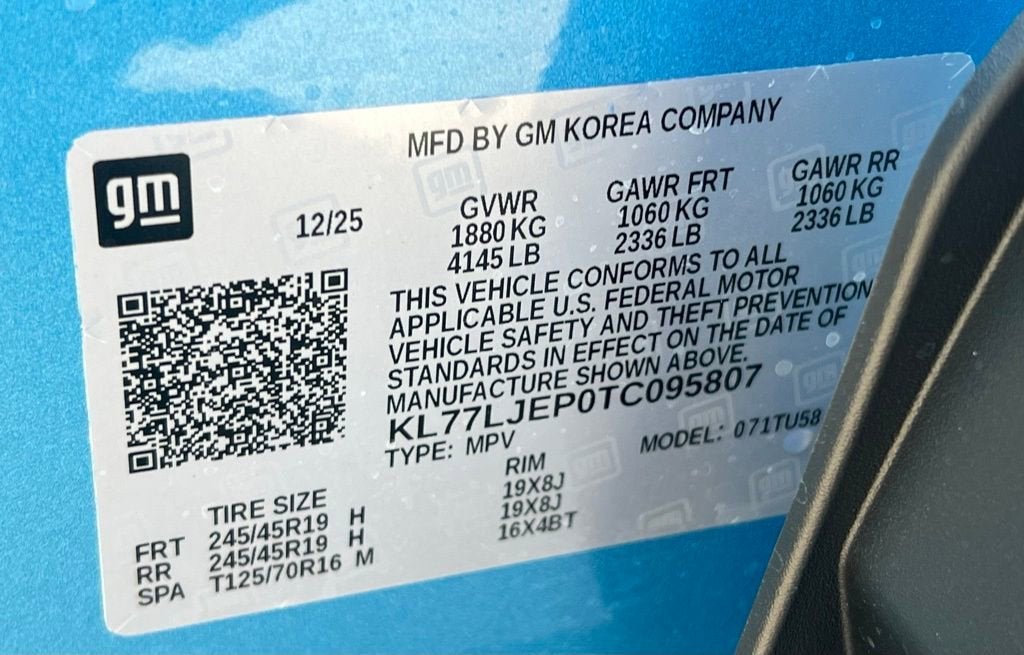 MFD BY GM KOREA COMPANY
gm
12/25
GVWR GAWR FRT GAWR RR
1880 KG 1060 KG 1060 KG
4145 LB 2336 LB 2336 LB
THIS VEHICLE CONFORMS TO ALL
APPLICABLE U.S. FEDERAL MOTOR
VEHICLE SAFETY AND THEFT PREVENTION
STANDARDS IN EFFECT ON THE DATE OF
MANUFACTURE SHOWN ABOVE.
KL77LJEP0TC095807
TYPE: MPV MODEL: 071TU58
TIRE SIZE RIM
FRT 245/45R19 H 19X8J
RR 245/45R19 H 19X8J
SPA T125/70R16 M 16X4BT